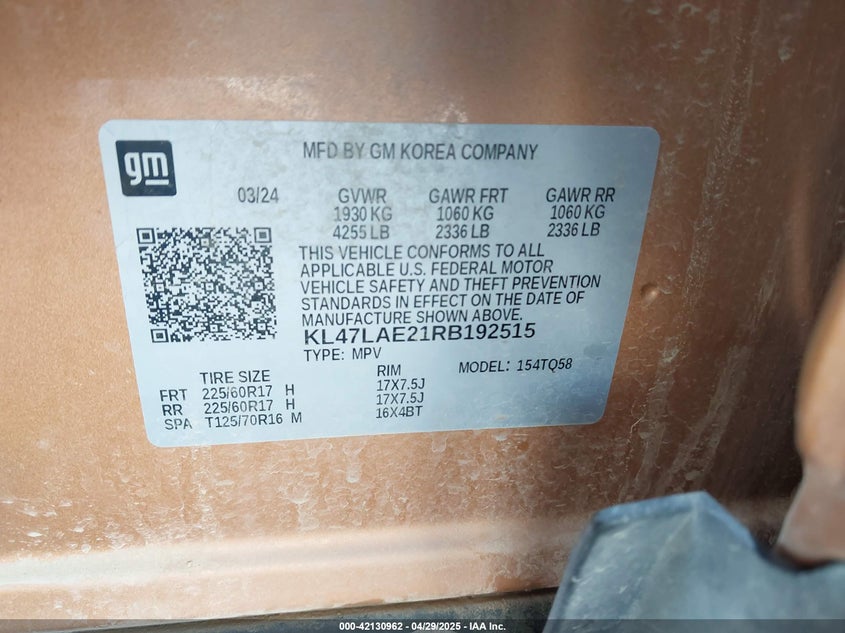 gm
MFD BY GM KOREA COMPANY
03/24 GVWR GAWR FRT GAWR RR
1930 KG 1060 KG 1060 KG
4255 LB 2336 LB 2336 LB
THIS VEHICLE CONFORMS TO ALL
APPLICABLE U.S. FEDERAL MOTOR
VEHICLE SAFETY AND THEFT PREVENTION
STANDARDS IN EFFECT ON THE DATE OF
MANUFACTURE SHOWN ABOVE.
KL47LAE21RB192515
TYPE: MPV MODEL: 154TQ58
TIRE SIZE RIM
FRT 225/60R17 H 17X7.5J
RR 225/60R17 H 17X7.5J
SPA T125/70R16 M 16X4BT
000-42130962 - 04/29/2025 - IAA Inc.